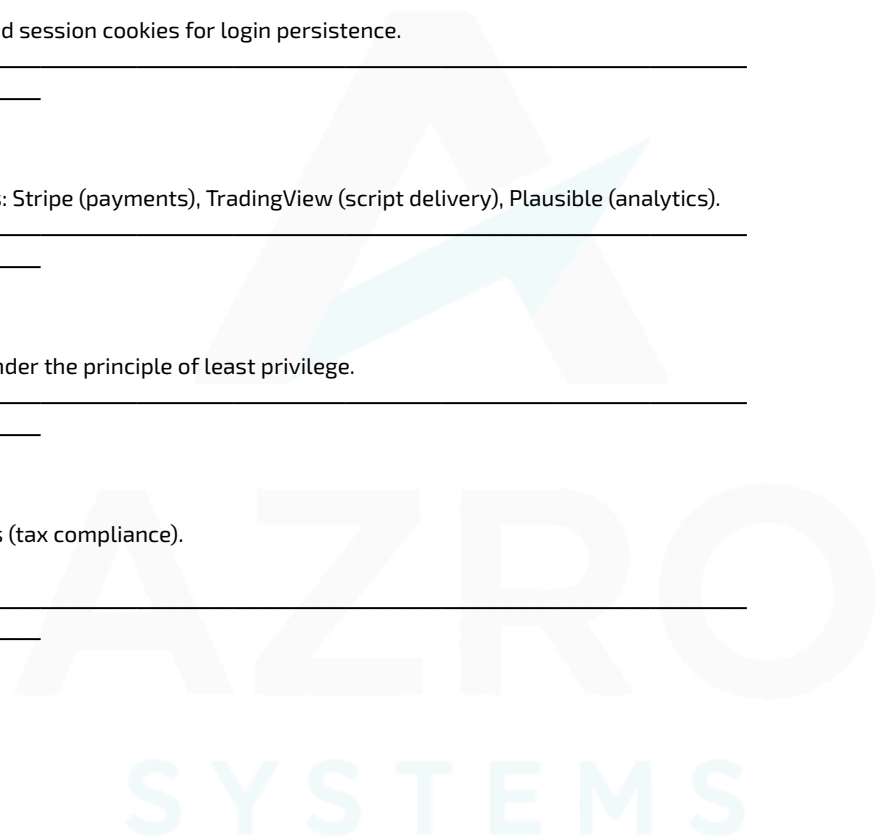 d session cookies for login persistence.
: Stripe (payments), TradingView (script delivery), Plausible (analytics).
nder the principle of least privilege.
s (tax compliance).
AZRO
SYSTEMS